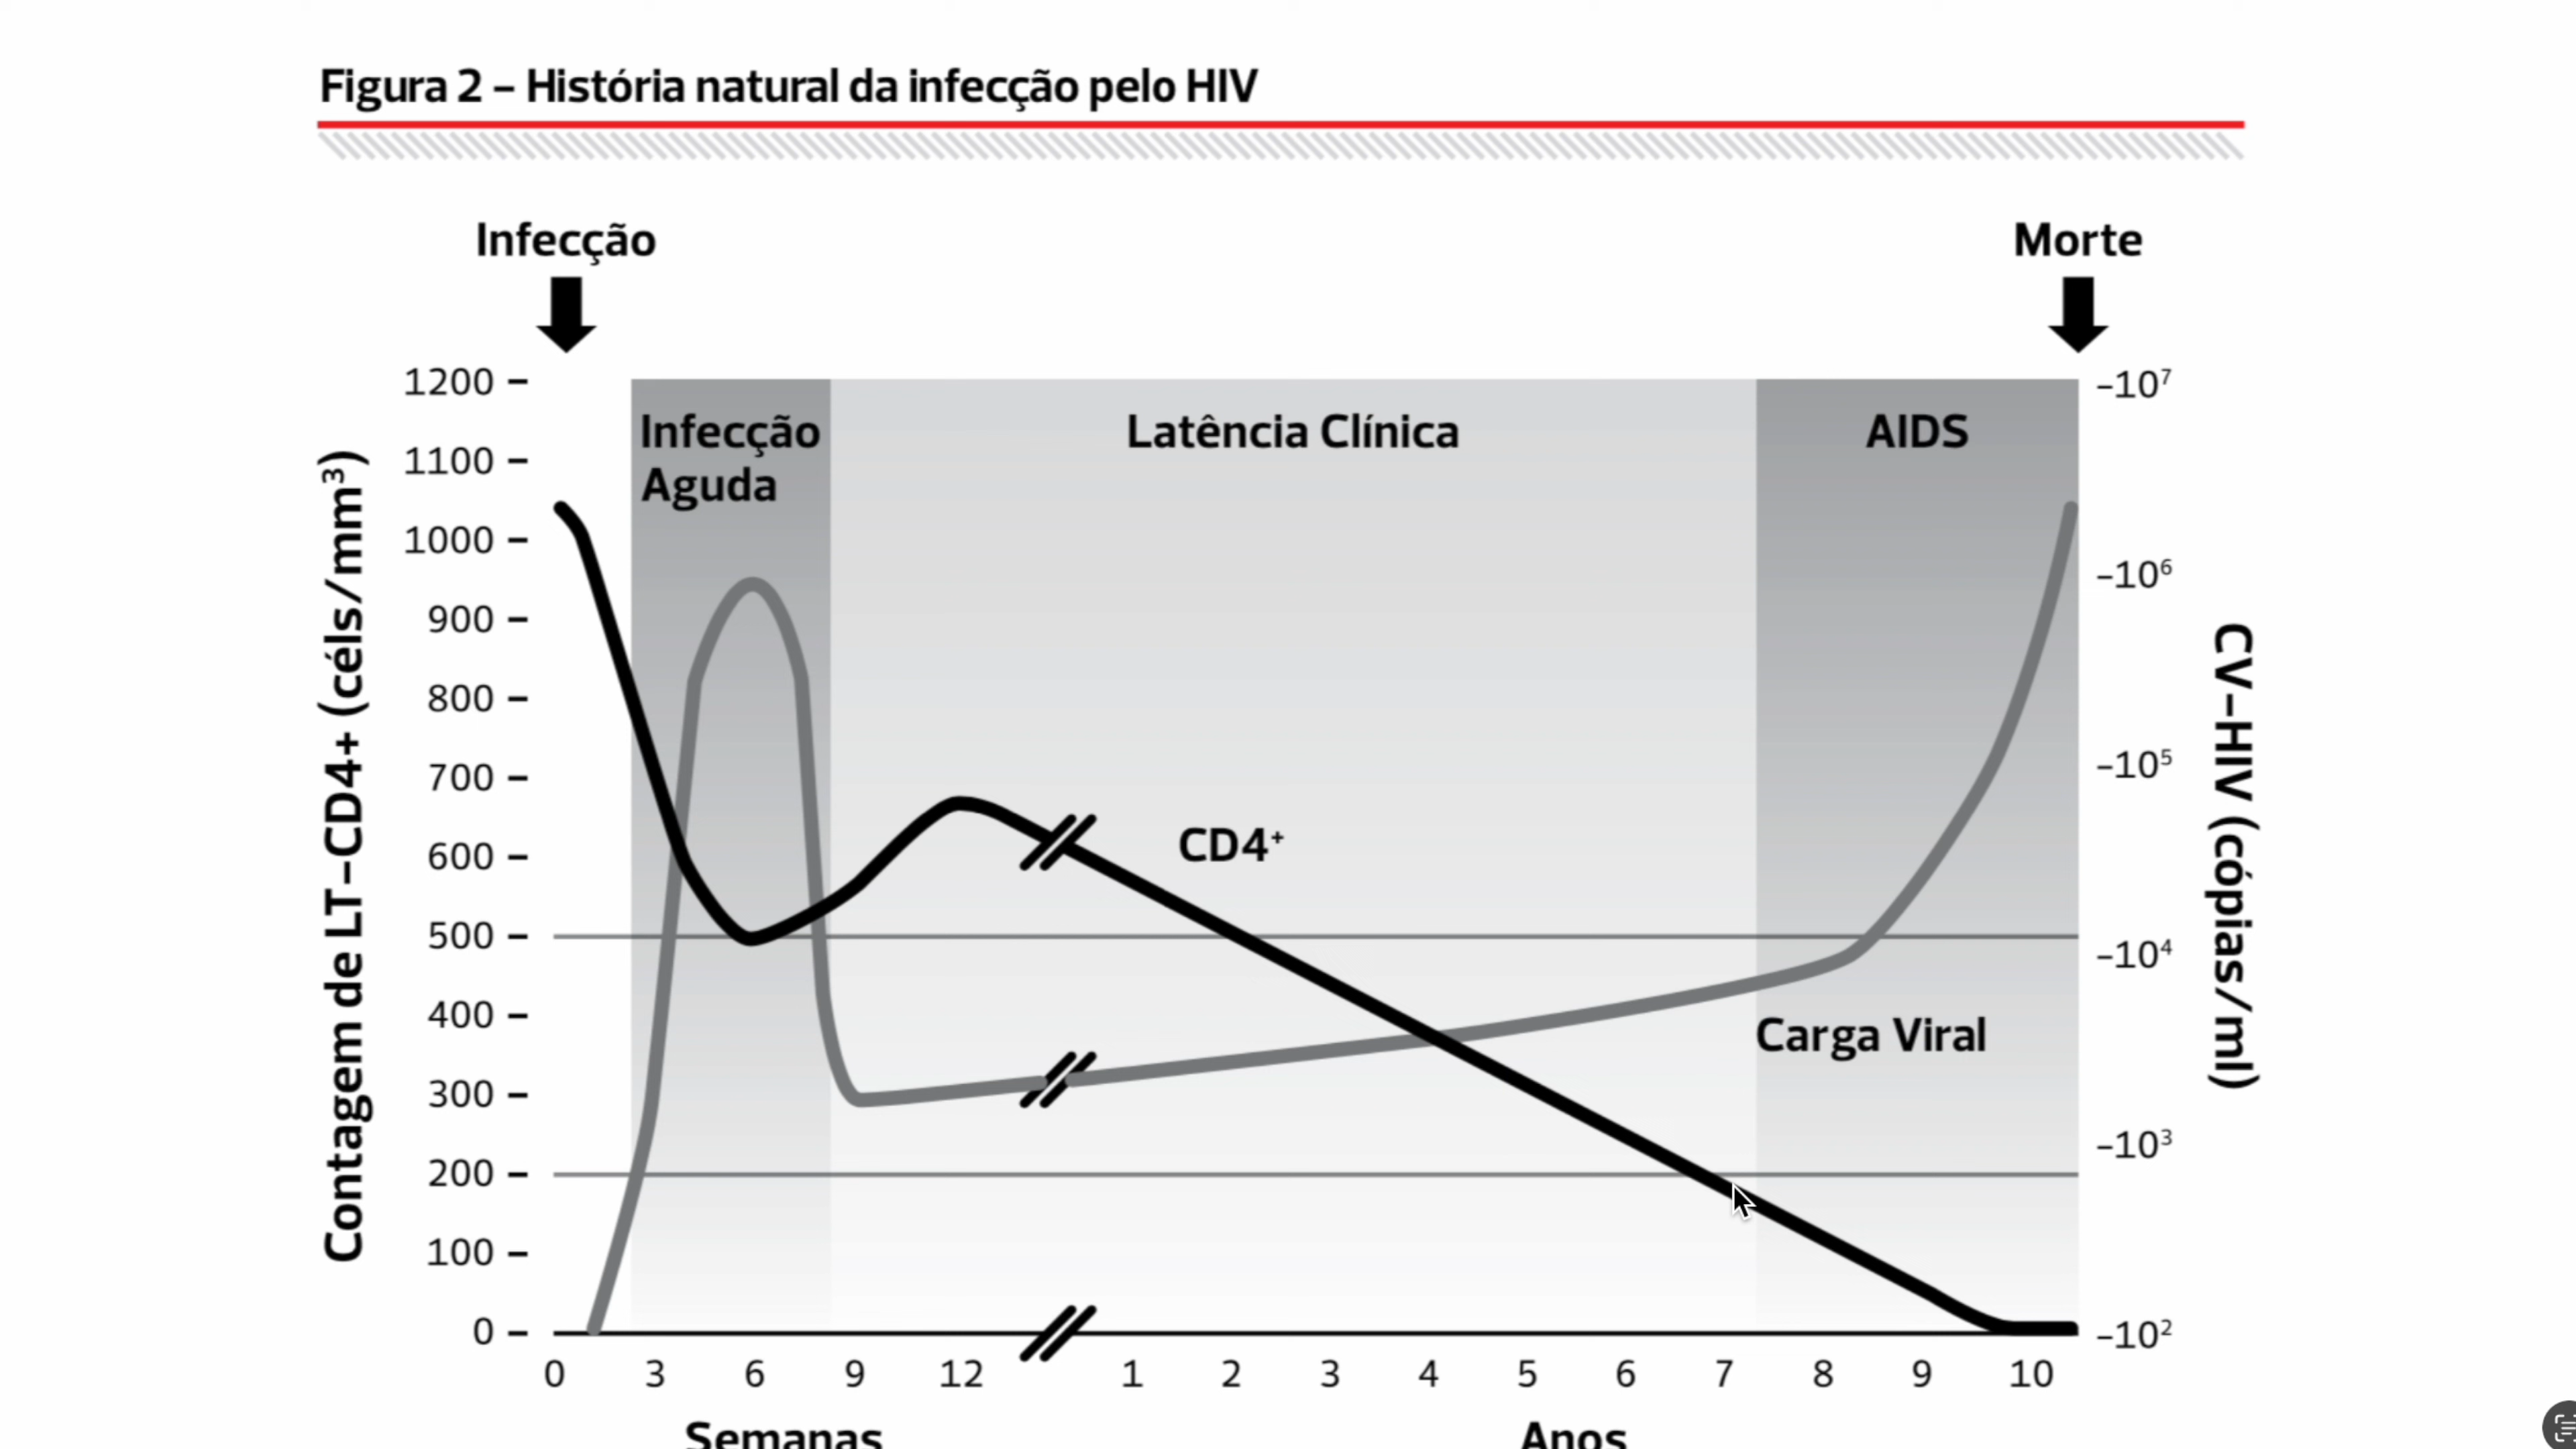 Figura 2 – História natural da infecção pelo HIV
Infecção
Morte
Infecção
Aguda
Latência Clínica
AIDS
CD4⁺
Carga Viral
Contagem de LT–CD4+ (céls/mm³)
1200
1100
1000
900
800
700
600
500
400
300
200
100
0
CV–HIV (cópias/ml)
10⁷
10⁶
10⁵
10⁴
10³
10²
0 3 6 9 12 1 2 3 4 5 6 7 8 9 10
Semanas Anos